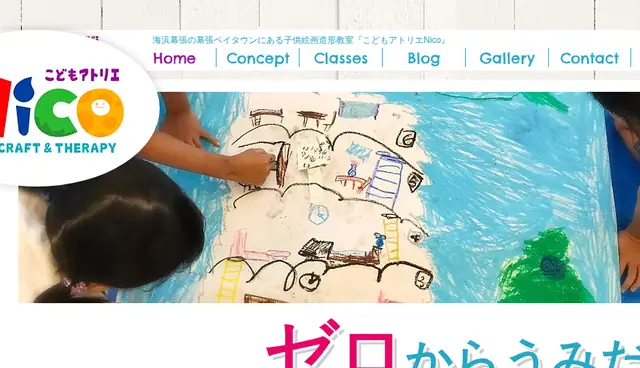 海浜幕張の幕張ベイタウンにある子供絵画造形教室『こどもアトリエNico』
Home Concept Classes Blog Gallery Contact
こどもアトリエ
Nico
CRAFT & THERAPY
6
5
4
ゼロからうみだ